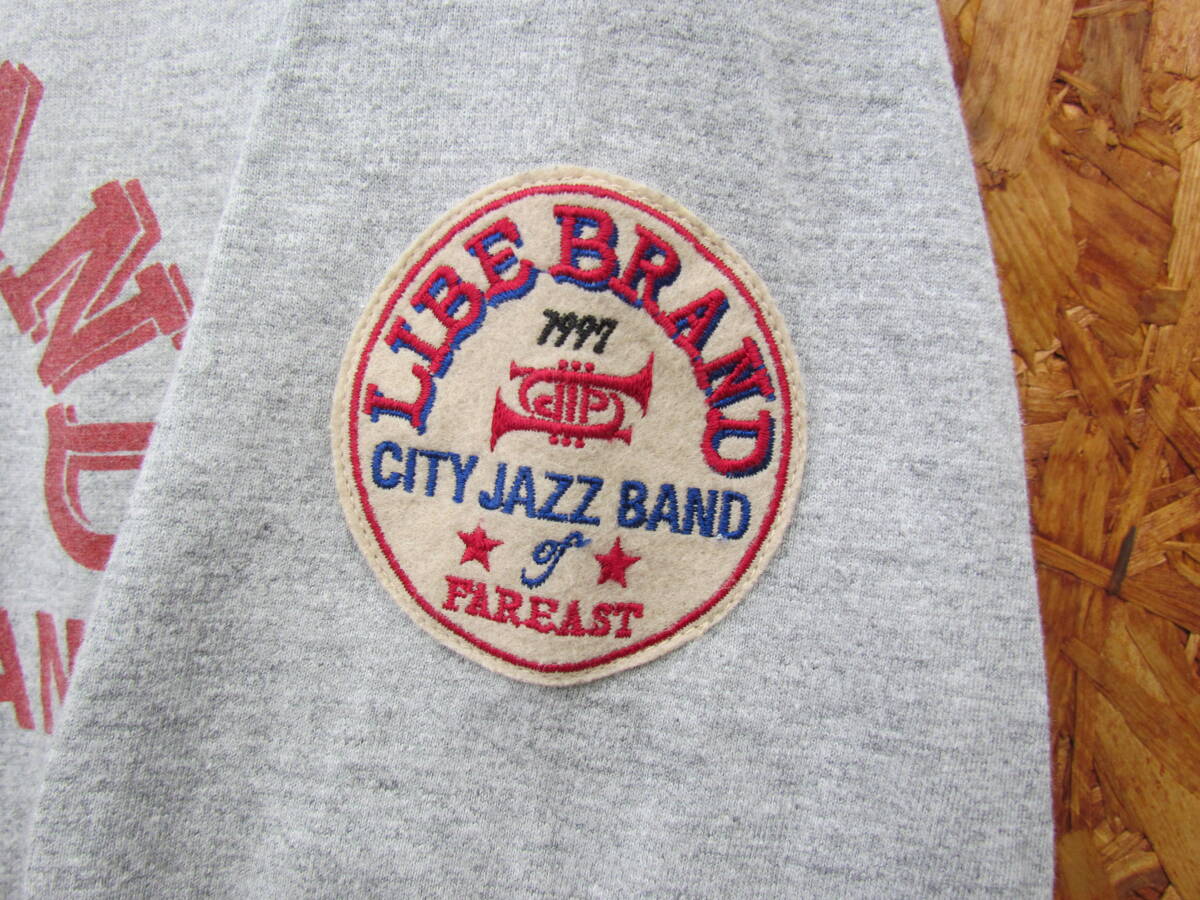 LIBE BRAND
1997
CITY JAZZ BAND
of
FAREAST